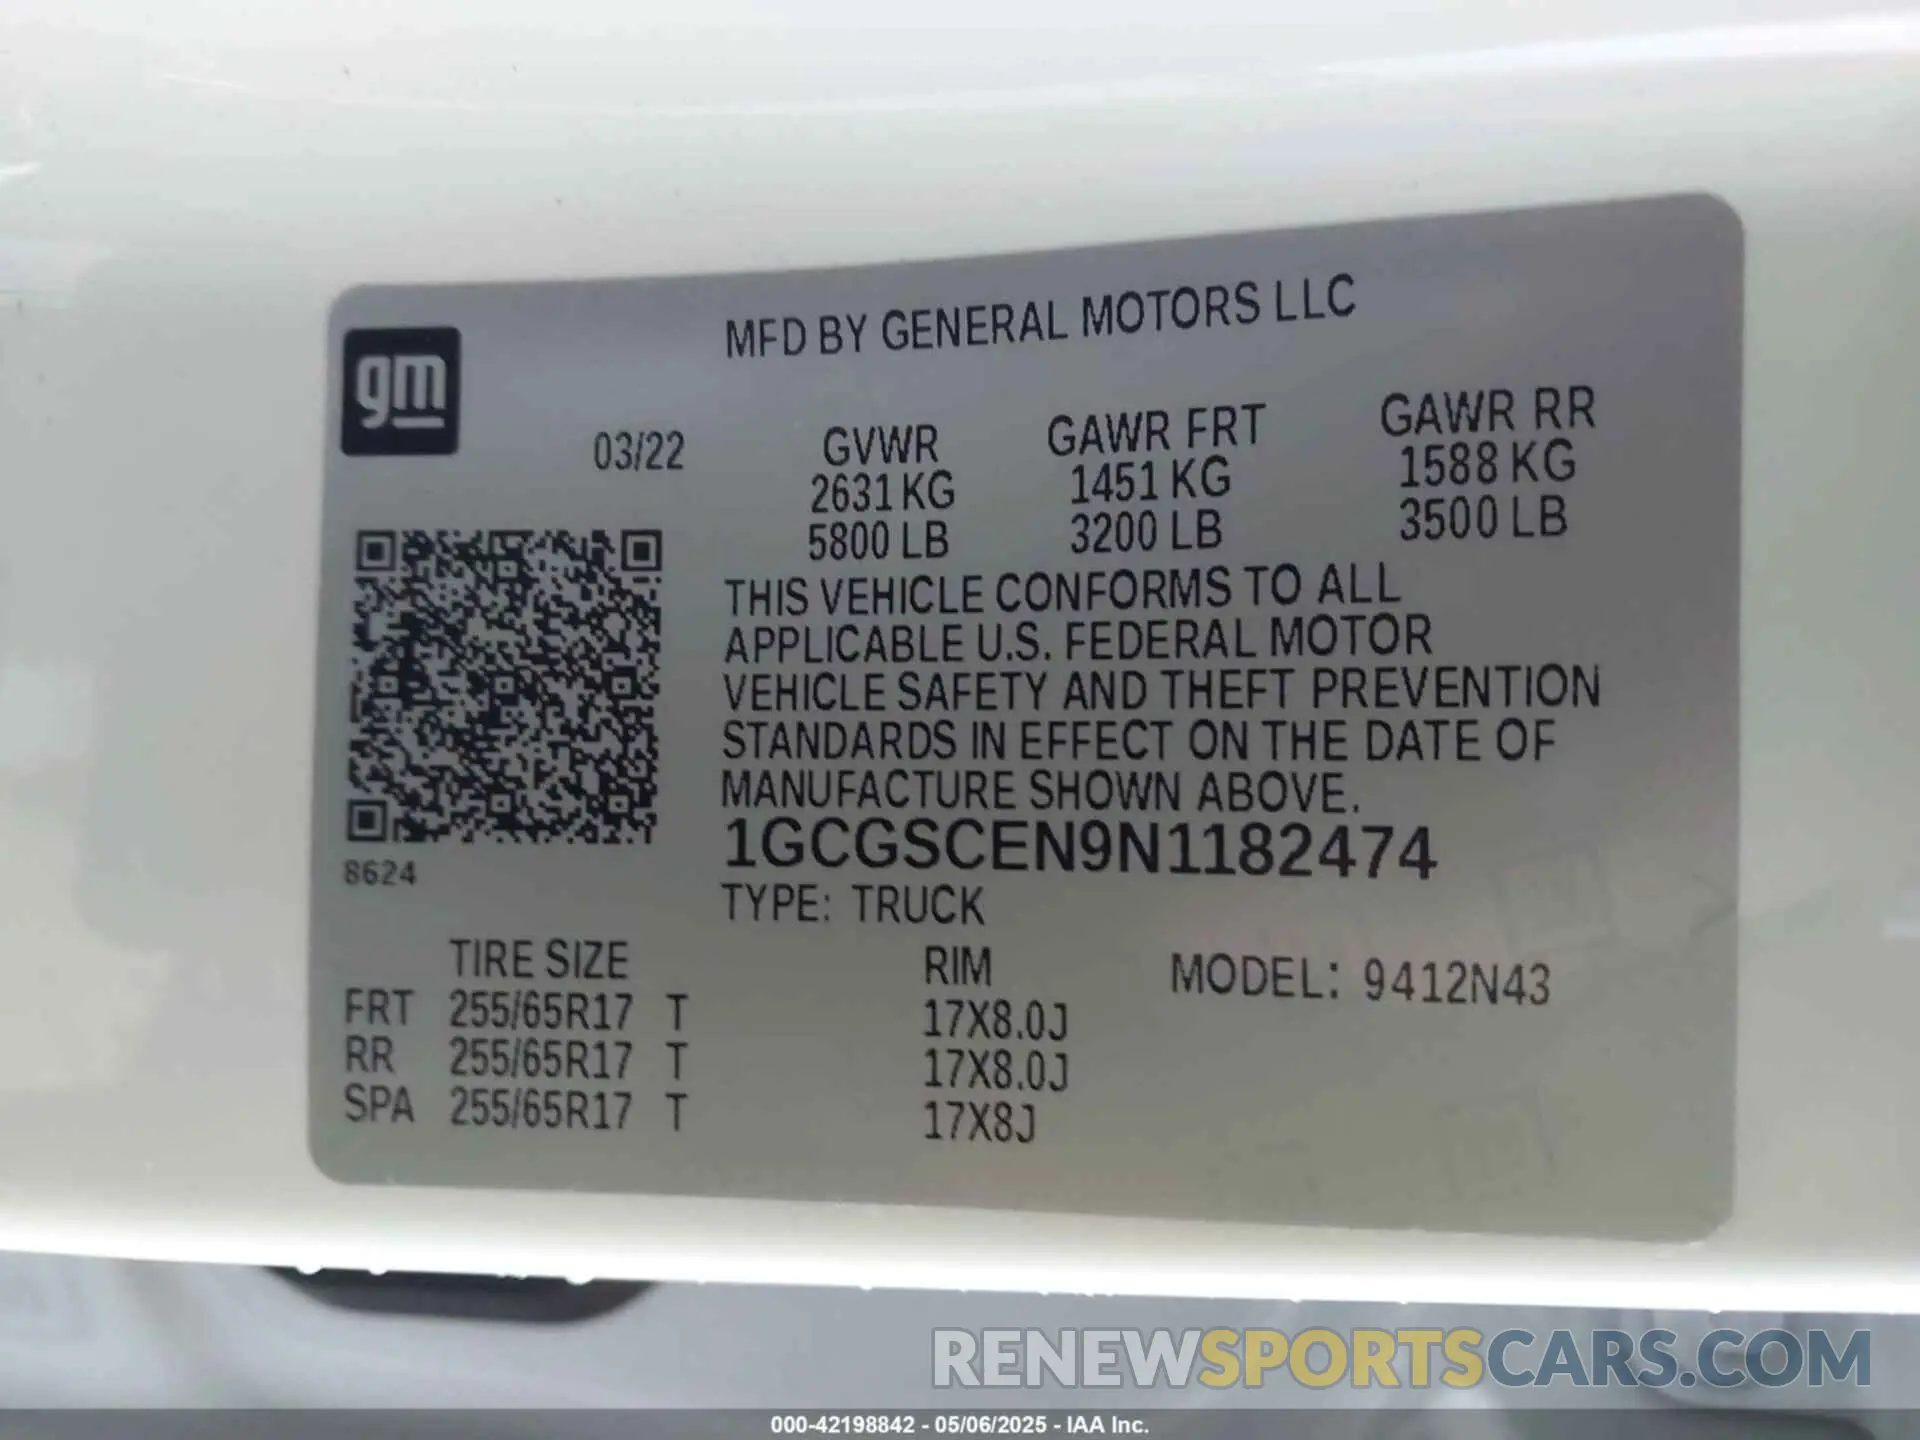 MFD BY GENERAL MOTORS LLC
gm
03/22
GVWR GAWR FRT GAWR RR
2631 KG 1451 KG 1588 KG
5800 LB 3200 LB 3500 LB
THIS VEHICLE CONFORMS TO ALL
APPLICABLE U.S. FEDERAL MOTOR
VEHICLE SAFETY AND THEFT PREVENTION
STANDARDS IN EFFECT ON THE DATE OF
MANUFACTURE SHOWN ABOVE.
1GCGSCEN9N1182474
8624
TYPE: TRUCK
TIRE SIZE RIM MODEL: 9412N43
FRT 255/65R17 T 17X8.0J
RR 255/65R17 T 17X8.0J
SPA 255/65R17 T 17X8J
RENEWSPORTSCARS.COM
000-42198842 - 05/06/2025 - IAA Inc.